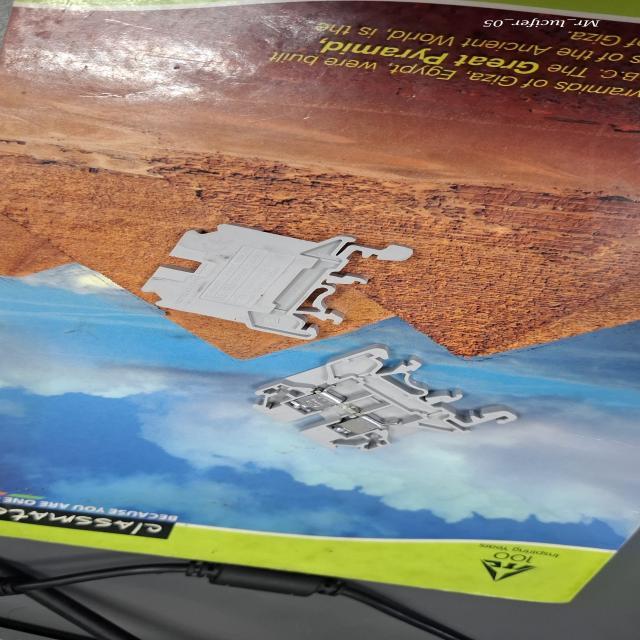 Mr_lucifer_05
yramids of Giza, Egypt were built
B.C. The Great Pyramid,
s of the Ancient World, is the
of Giza
classmate
BECAUSE YOU ARE ONE
100
Inspiring Years